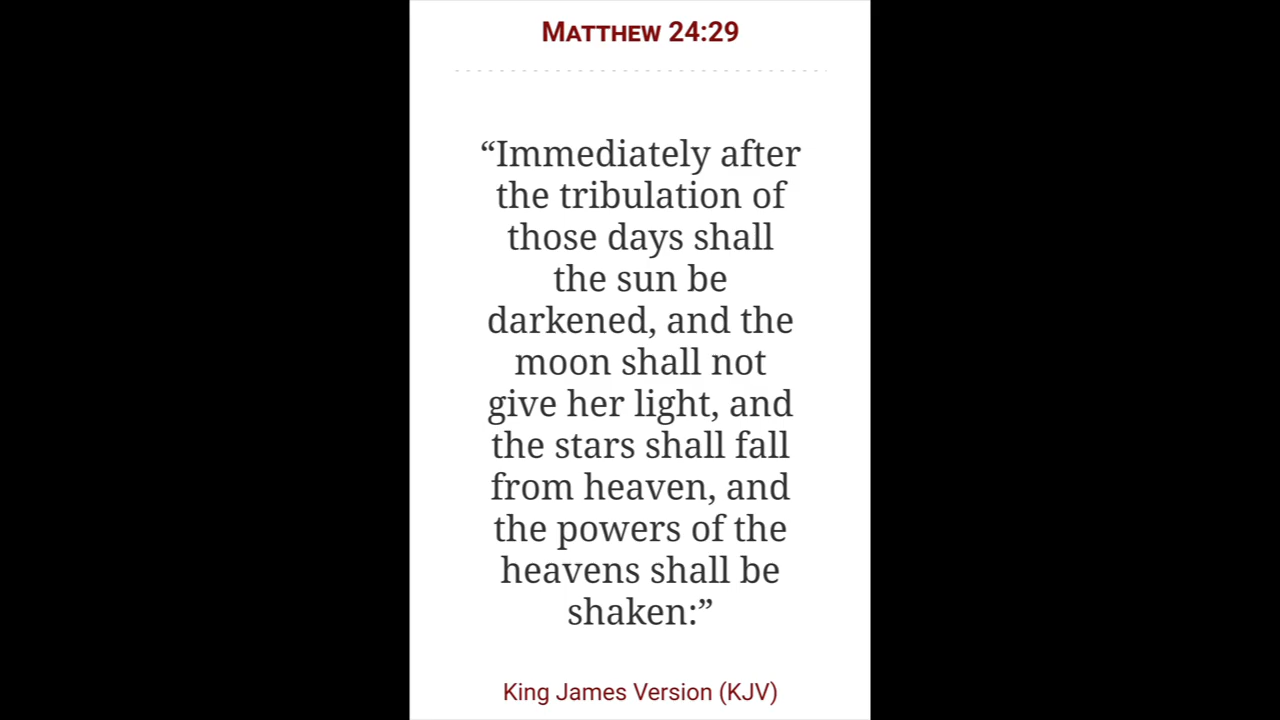 MATTHEW 24:29
“Immediately after
the tribulation of
those days shall
the sun be
darkened, and the
moon shall not
give her light, and
the stars shall fall
from heaven, and
the powers of the
heavens shall be
shaken:”
King James Version (KJV)